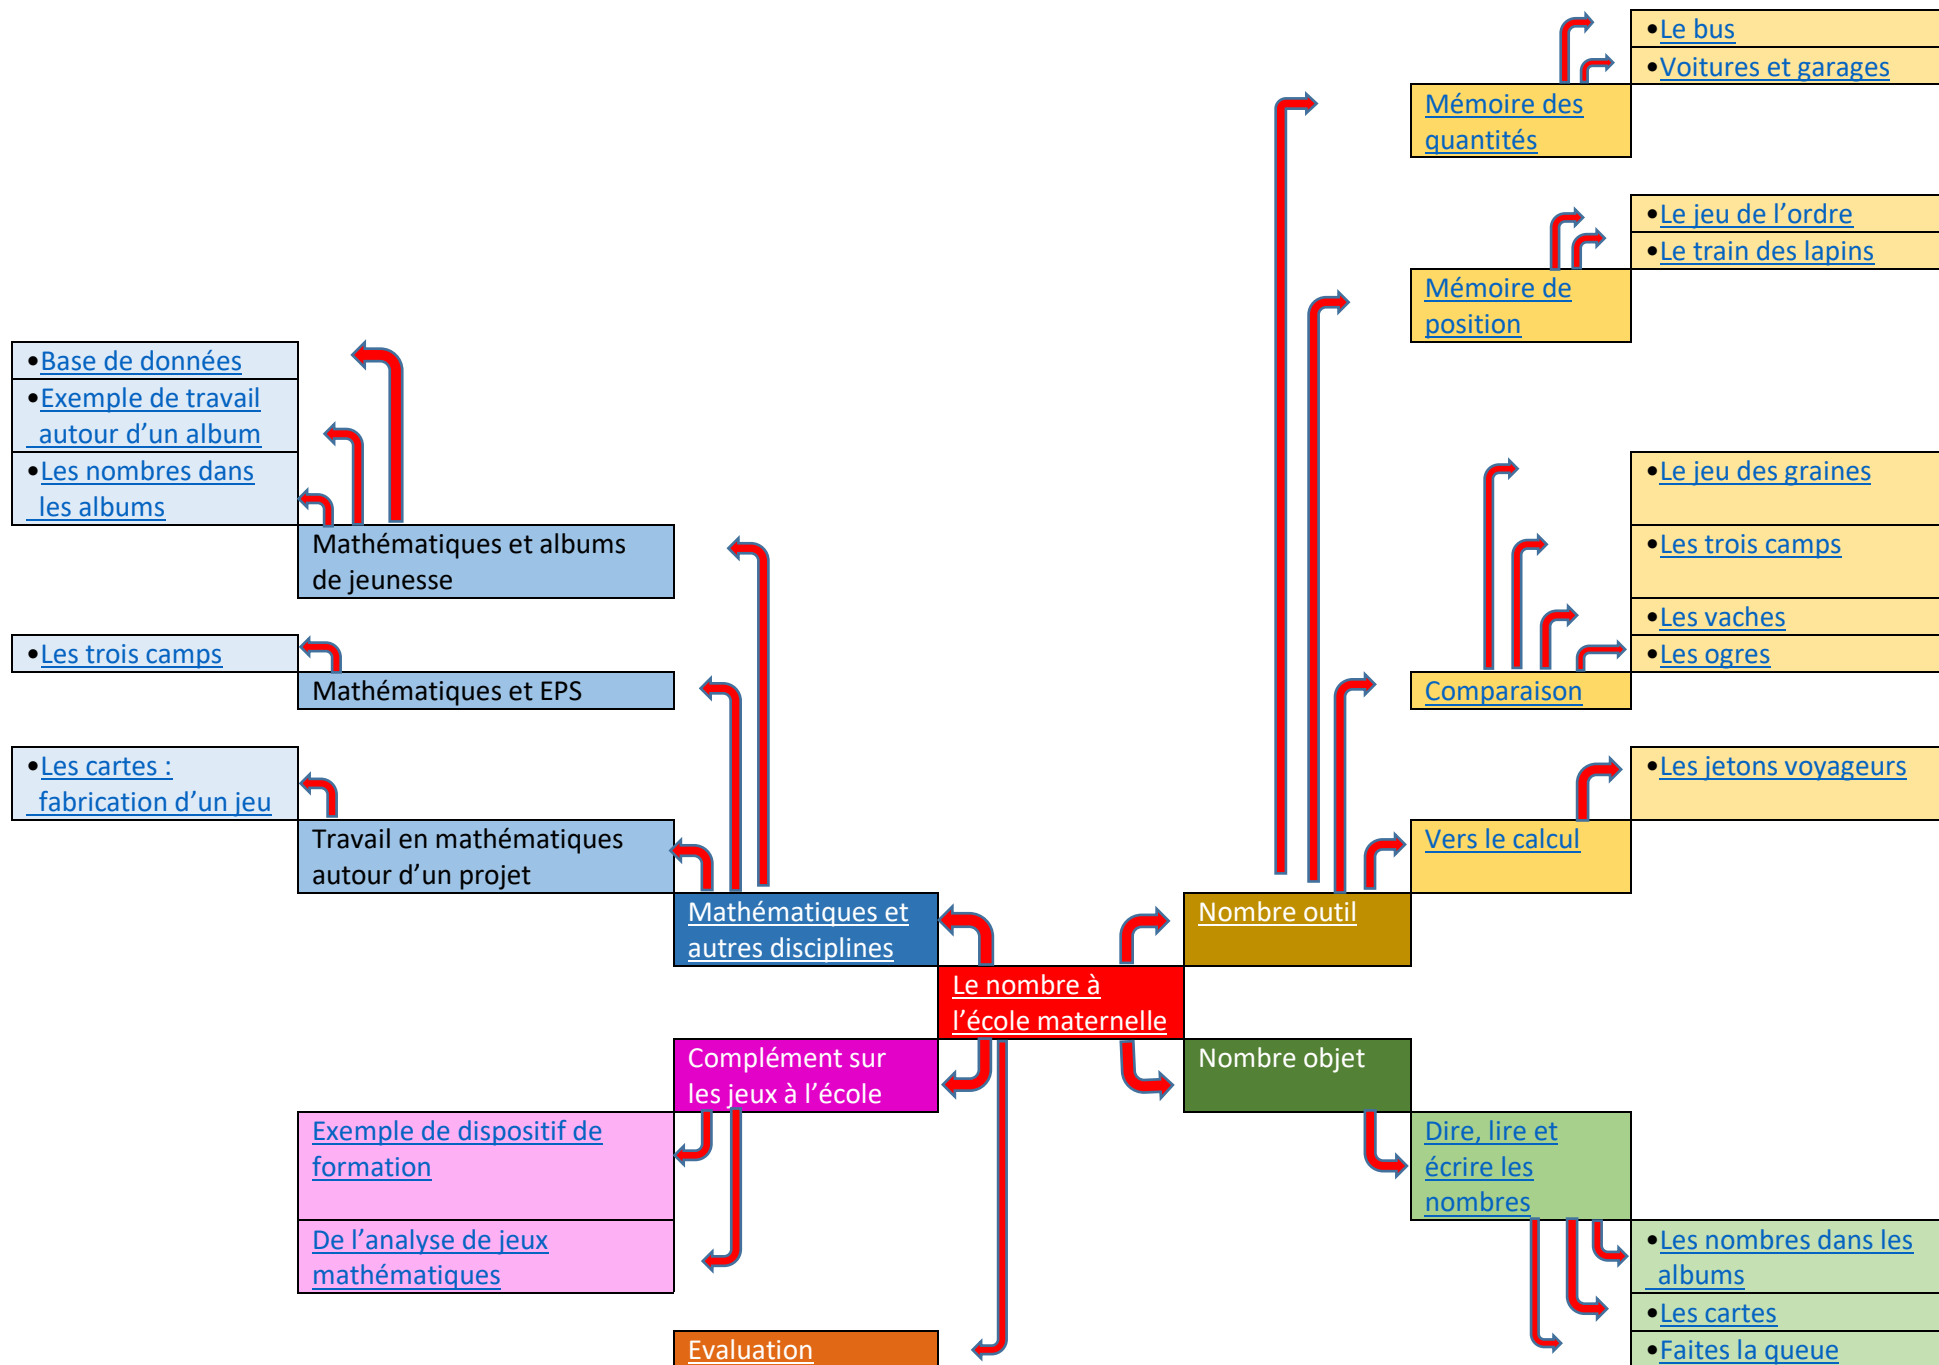 •Le bus
•Voitures et garages
Mémoire des
quantités
•Le jeu de l’ordre
•Le train des lapins
Mémoire de
position
•Base de données
•Exemple de travail
autour d’un album
•Les nombres dans
les albums
Mathématiques et albums
de jeunesse
•Les trois camps
Mathématiques et EPS
•Les cartes :
fabrication d’un jeu
Travail en mathématiques
autour d’un projet
Mathématiques et
autres disciplines
•Le jeu des graines
•Les trois camps
•Les vaches
•Les ogres
Comparaison
•Les jetons voyageurs
Vers le calcul
Nombre outil
Le nombre à
l’école maternelle
Complément sur
les jeux à l’école
Nombre objet
Exemple de dispositif de
formation
De l’analyse de jeux
mathématiques
Dire, lire et
écrire les
nombres
•Les nombres dans les
albums
•Les cartes
•Faites la queue
Evaluation